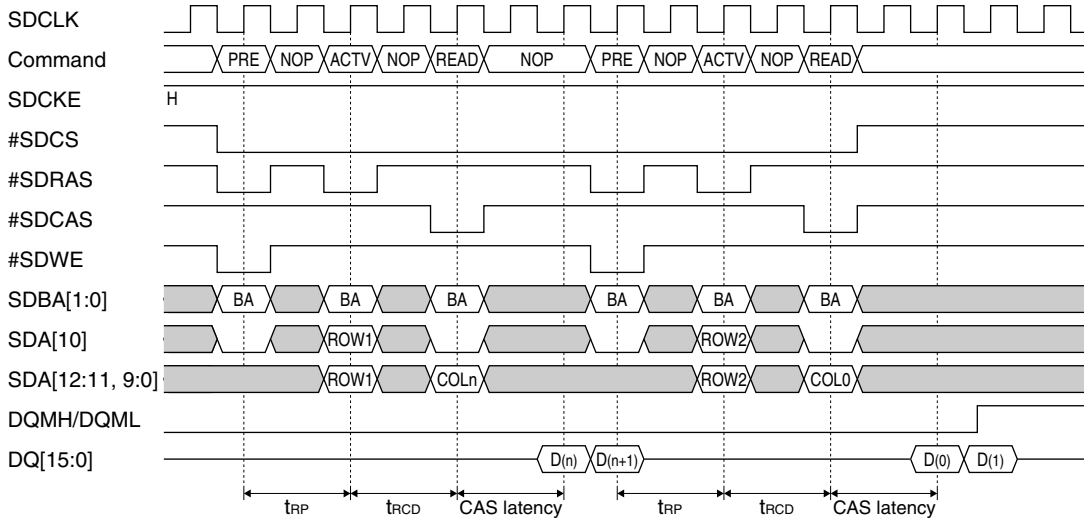 SDCLK
Command PRE NOP ACTV NOP READ NOP PRE NOP ACTV NOP READ
SDCKE H
#SDCS
#SDRAS
#SDCAS
#SDWE
SDBA[1:0] BA BA BA BA BA BA
SDA[10] ROW1 ROW2
SDA[12:11, 9:0] ROW1 COLn ROW2 COL0
DQMH/DQML
DQ[15:0] D(n) D(n+1) D(0) D(1)
tRP tRCD CAS latency tRP tRCD CAS latency